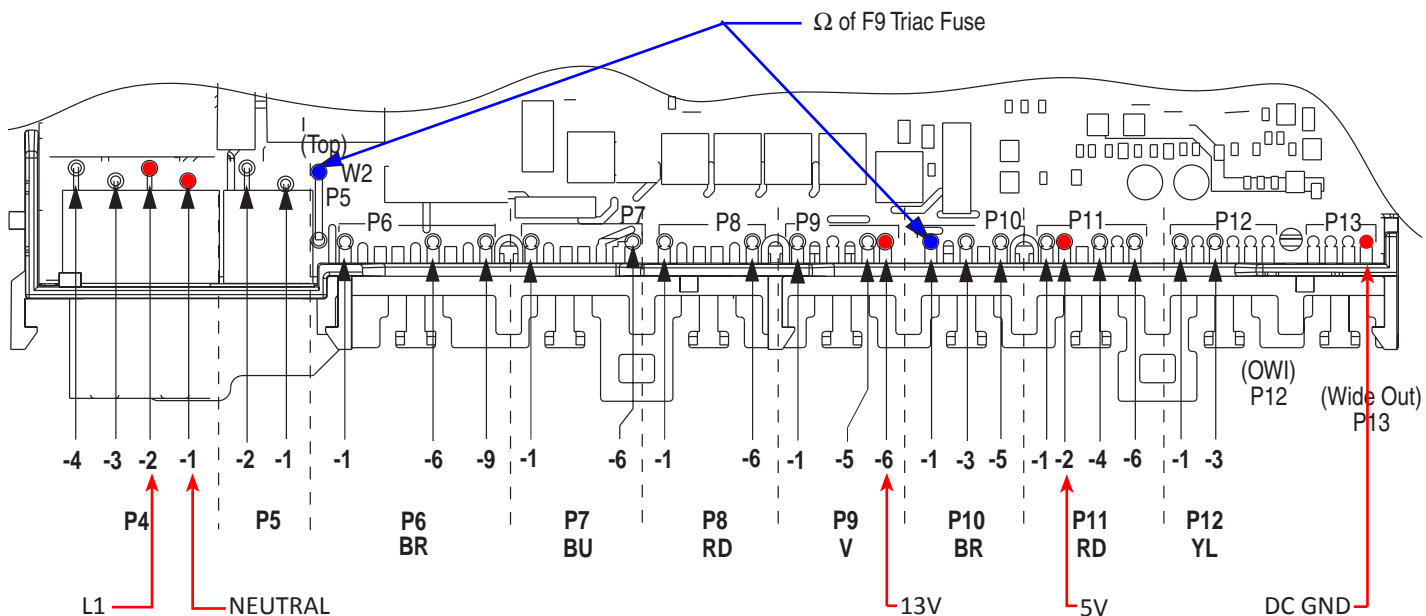 Ω of F9 Triac Fuse
(Top)
W2
P5
P6
P7
P8
P9
P10
P11
P12
P13
(OWI)
P12
(Wide Out)
P13
-4 -3 -2 -1 -2 -1 -1 -6 -9 -1 -6 -1 -6 -1 -5 -6 -1 -3 -5 -1 -2 -4 -6 -1 -3
P4 P5 P6 P7 P8 P9 P10 P11 P12
BR BU RD V BR RD YL
L1 NEUTRAL 13V 5V DC GND